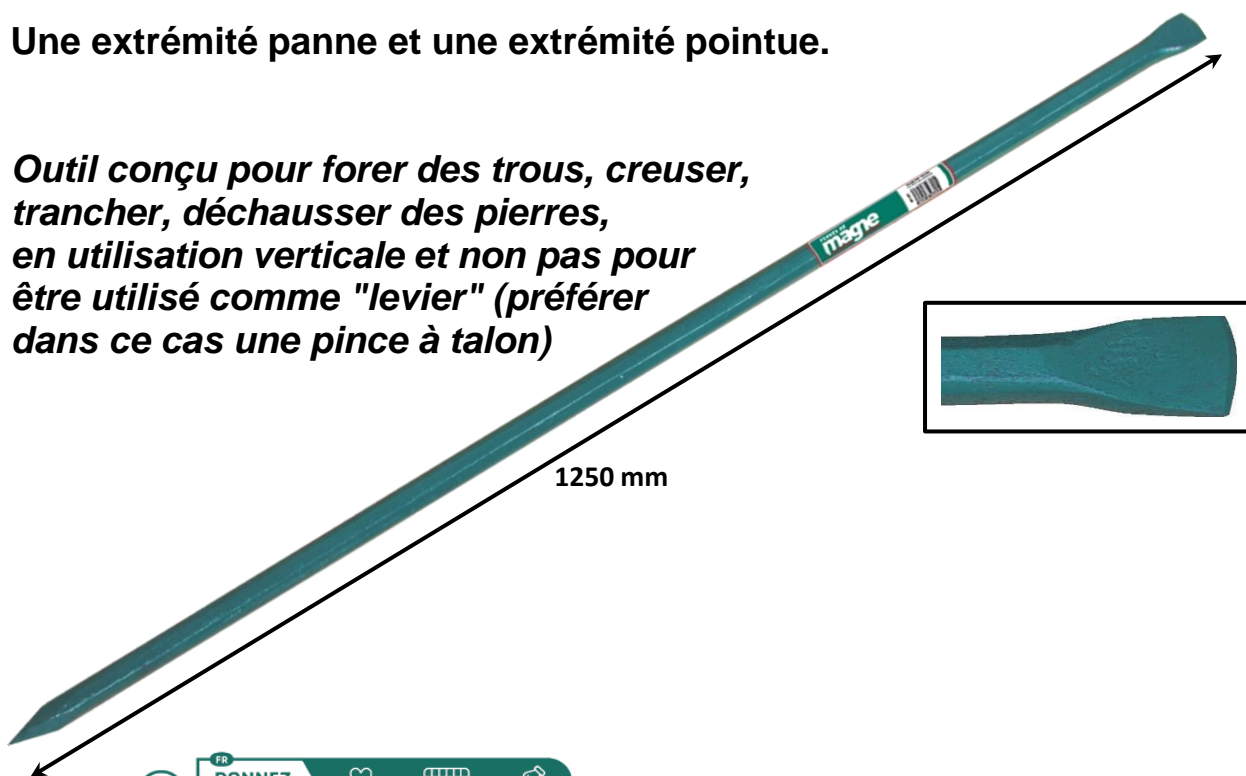 Une extrémité panne et une extrémité pointue.
Outil conçu pour forer des trous, creuser,
trancher, déchausser des pierres,
en utilisation verticale et non pas pour
être utilisé comme "levier" (préférer
dans ce cas une pince à talon)
magne
1250 mm
FR